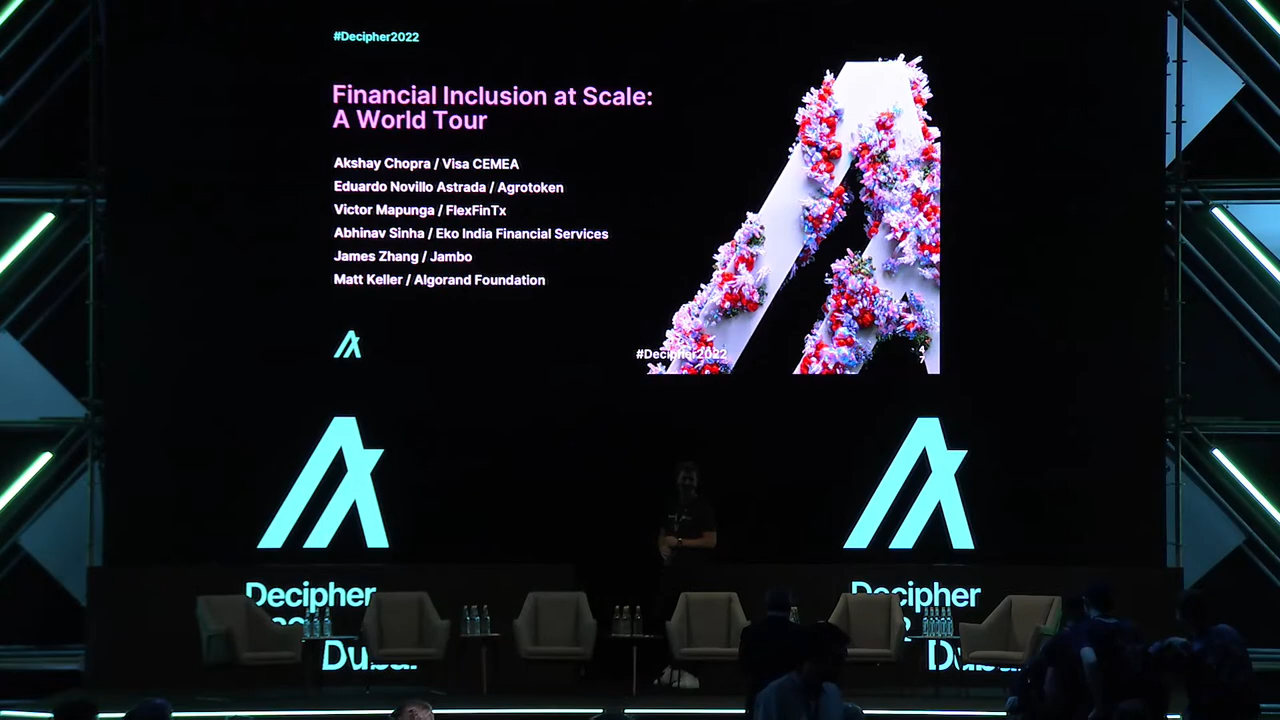 #Decipher2022
Financial Inclusion at Scale:
A World Tour
Akshay Chopra / Visa CEMEA
Eduardo Novillo Astrada / Agrotoken
Victor Mapunga / FlexFinTx
Abhinav Sinha / Eko India Financial Services
James Zhang / Jambo
Matt Keller / Algorand Foundation
#Decipher2022
Decipher
Decipher